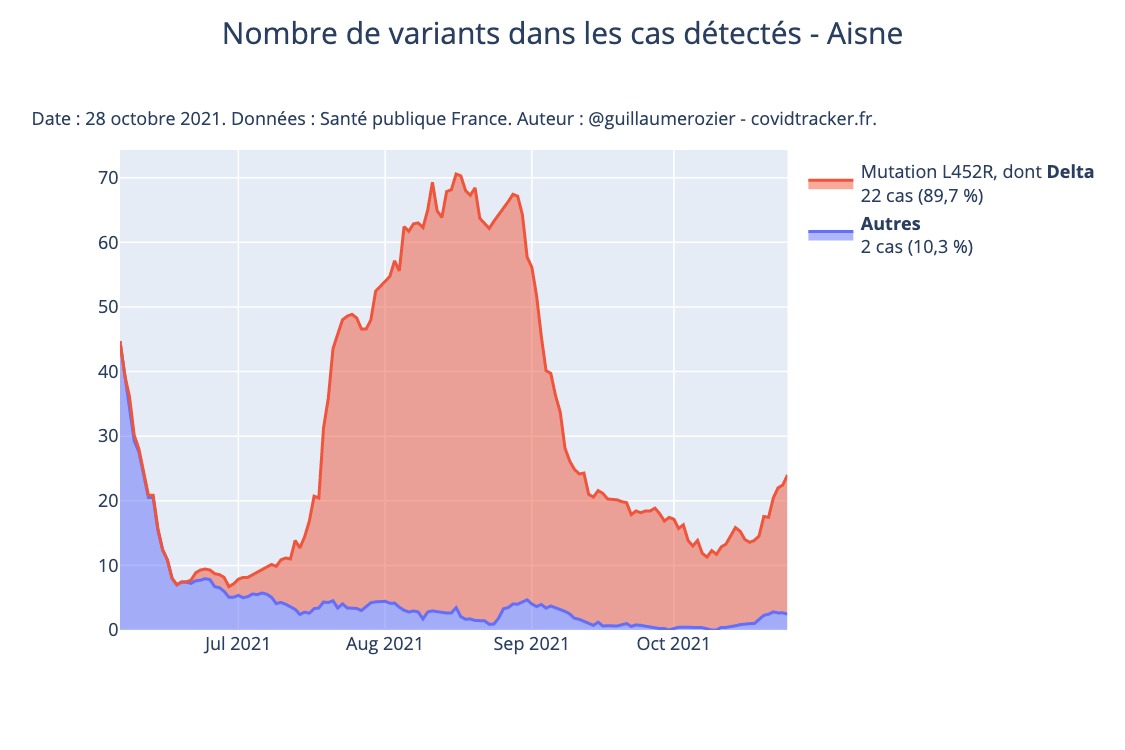 Nombre de variants dans les cas détectés - Aisne
Date : 28 octobre 2021. Données : Santé publique France. Auteur : @guillaumerozier - covidtracker.fr.
Mutation L452R, dont Delta
22 cas (89,7 %)
Autres
2 cas (10,3 %)
70
60
50
40
30
20
10
0
Jul 2021
Aug 2021
Sep 2021
Oct 2021